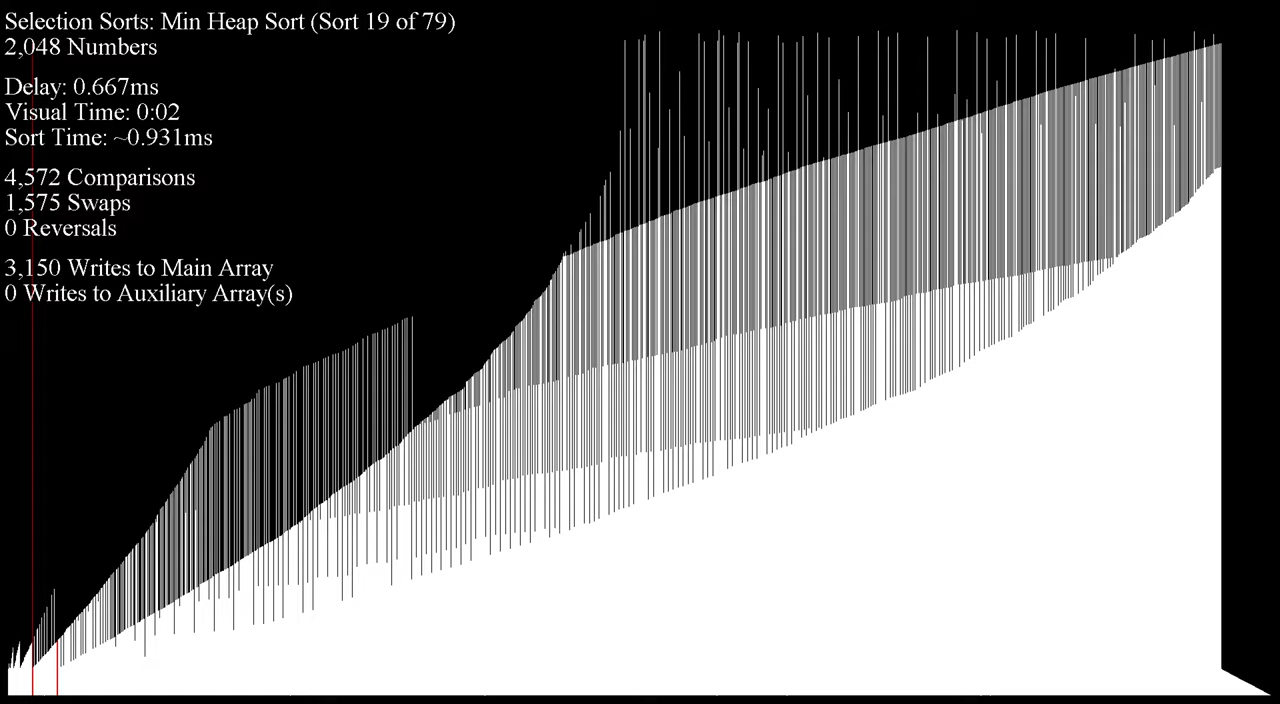 Selection Sorts: Min Heap Sort (Sort 19 of 79)
2,048 Numbers
Delay: 0.667ms
Visual Time: 0:02
Sort Time: ~0.931ms
4,572 Comparisons
1,575 Swaps
0 Reversals
3,150 Writes to Main Array
0 Writes to Auxiliary Array(s)